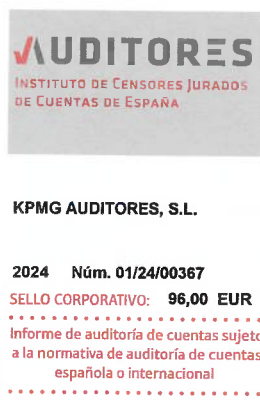 AUDITORES
INSTITUTO DE CENSORES JURADOS
DE CUENTAS DE ESPAÑA
KPMG AUDITORES, S.L.
2024 Núm. 01/24/00367
SELLO CORPORATIVO: 96,00 EUR
Informe de auditoría de cuentas sujeto
a la normativa de auditoría de cuentas
española o internacional